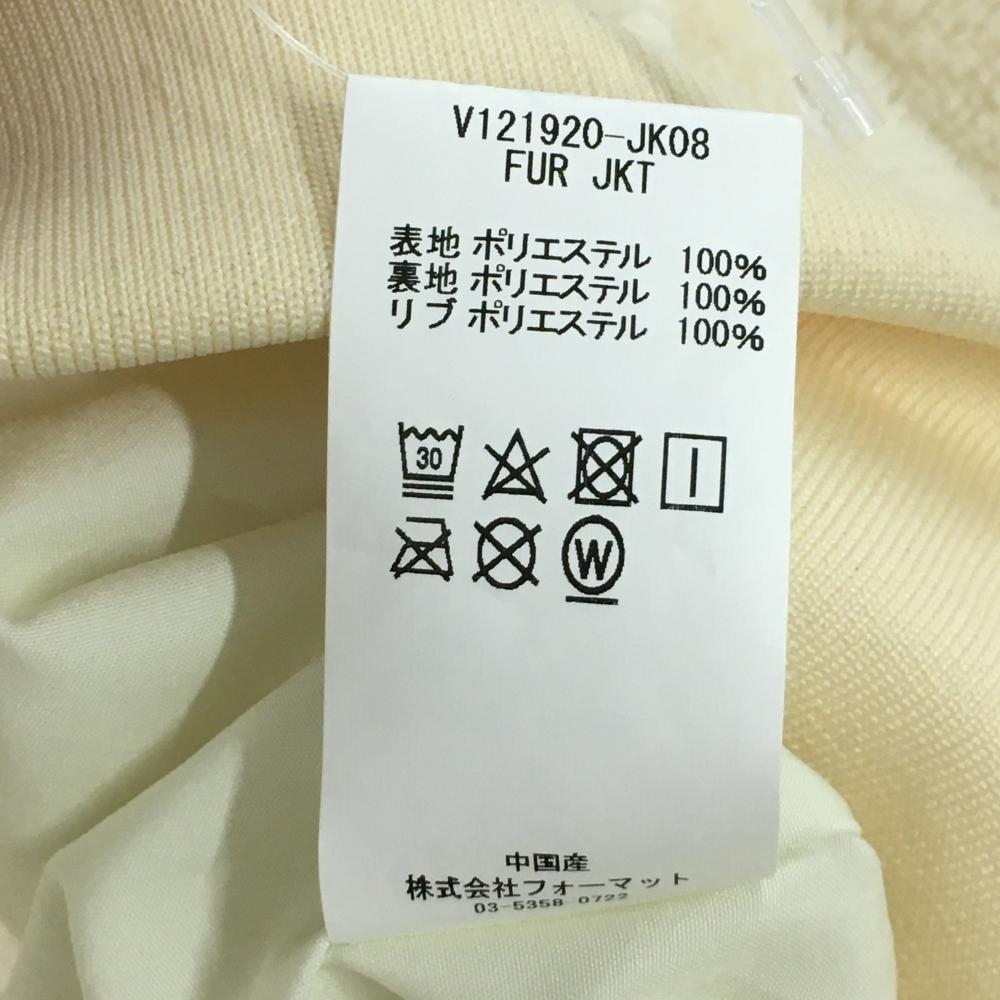 V121920-JK08
FUR JKT
表地 ポリエステル 100%
裏地 ポリエステル 100%
リブ ポリエステル 100%
30
W
中国産
株式会社フォーマット
03-5358 0722